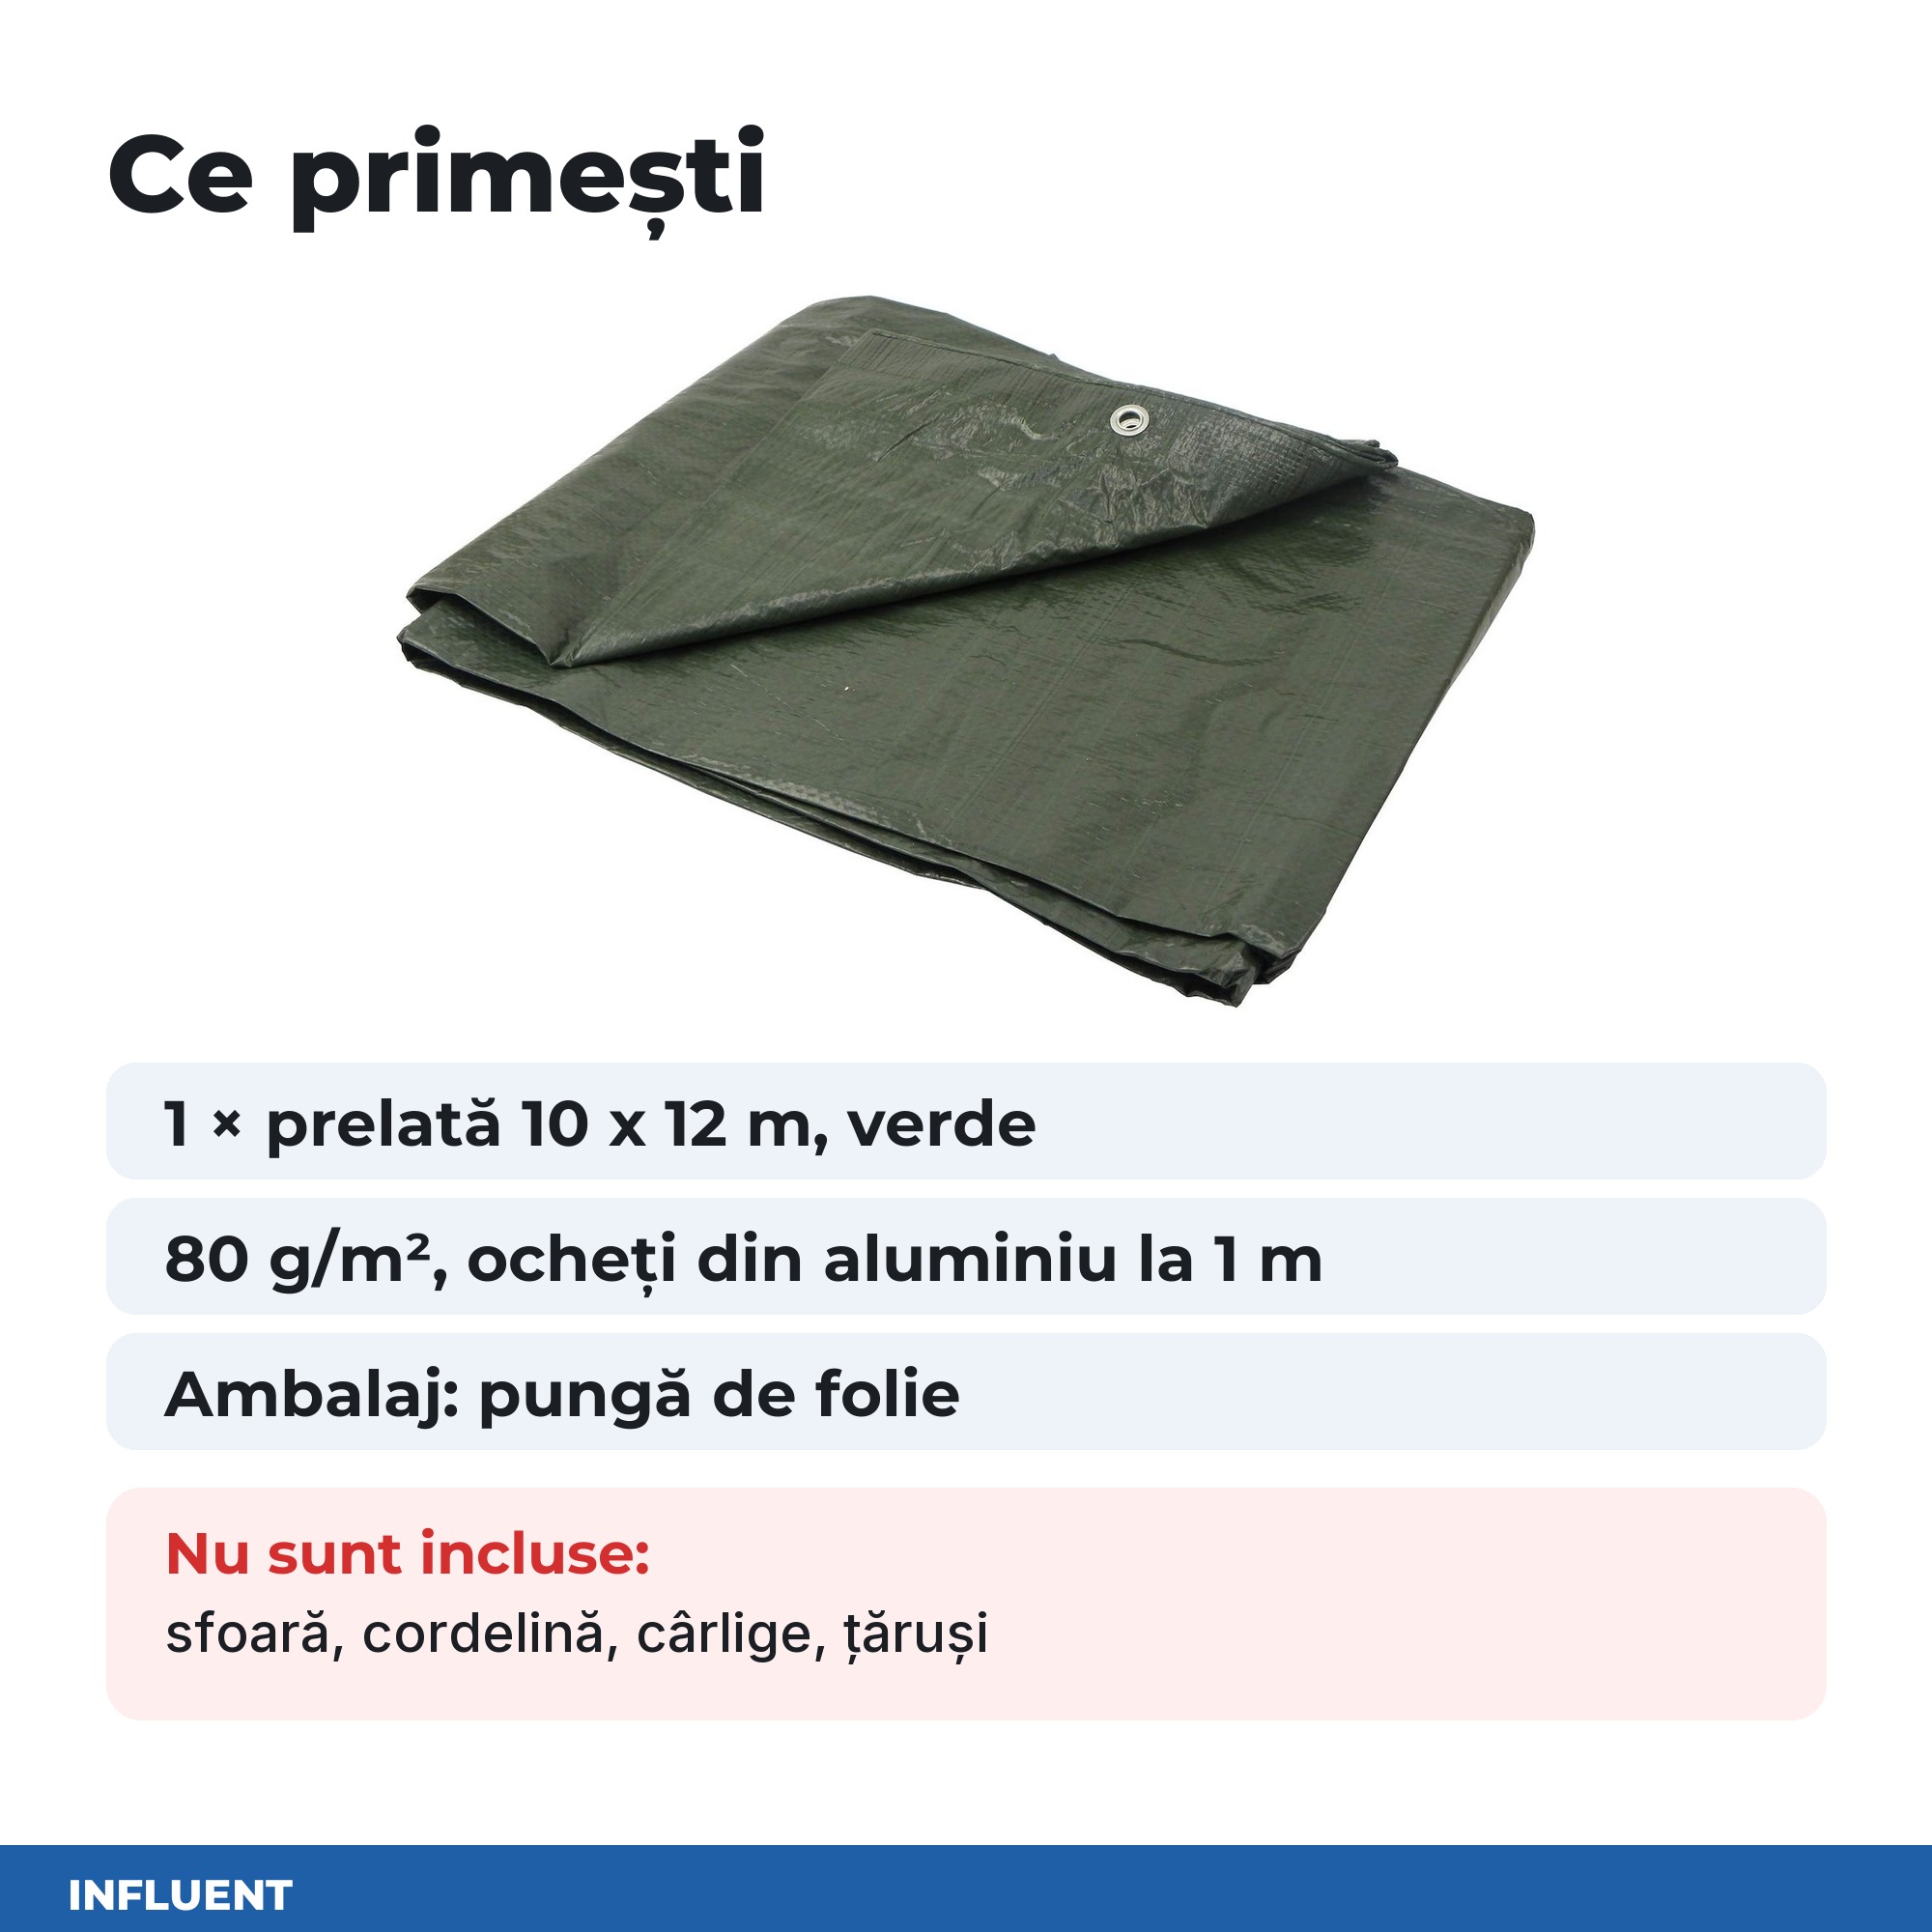 Ce primești
1 × prelată 10 x 12 m, verde
80 g/m², ocheți din aluminiu la 1 m
Ambalaj: pungă de folie
Nu sunt incluse:
sfoară, cordelină, cârlige, țăruși
INFLUENT